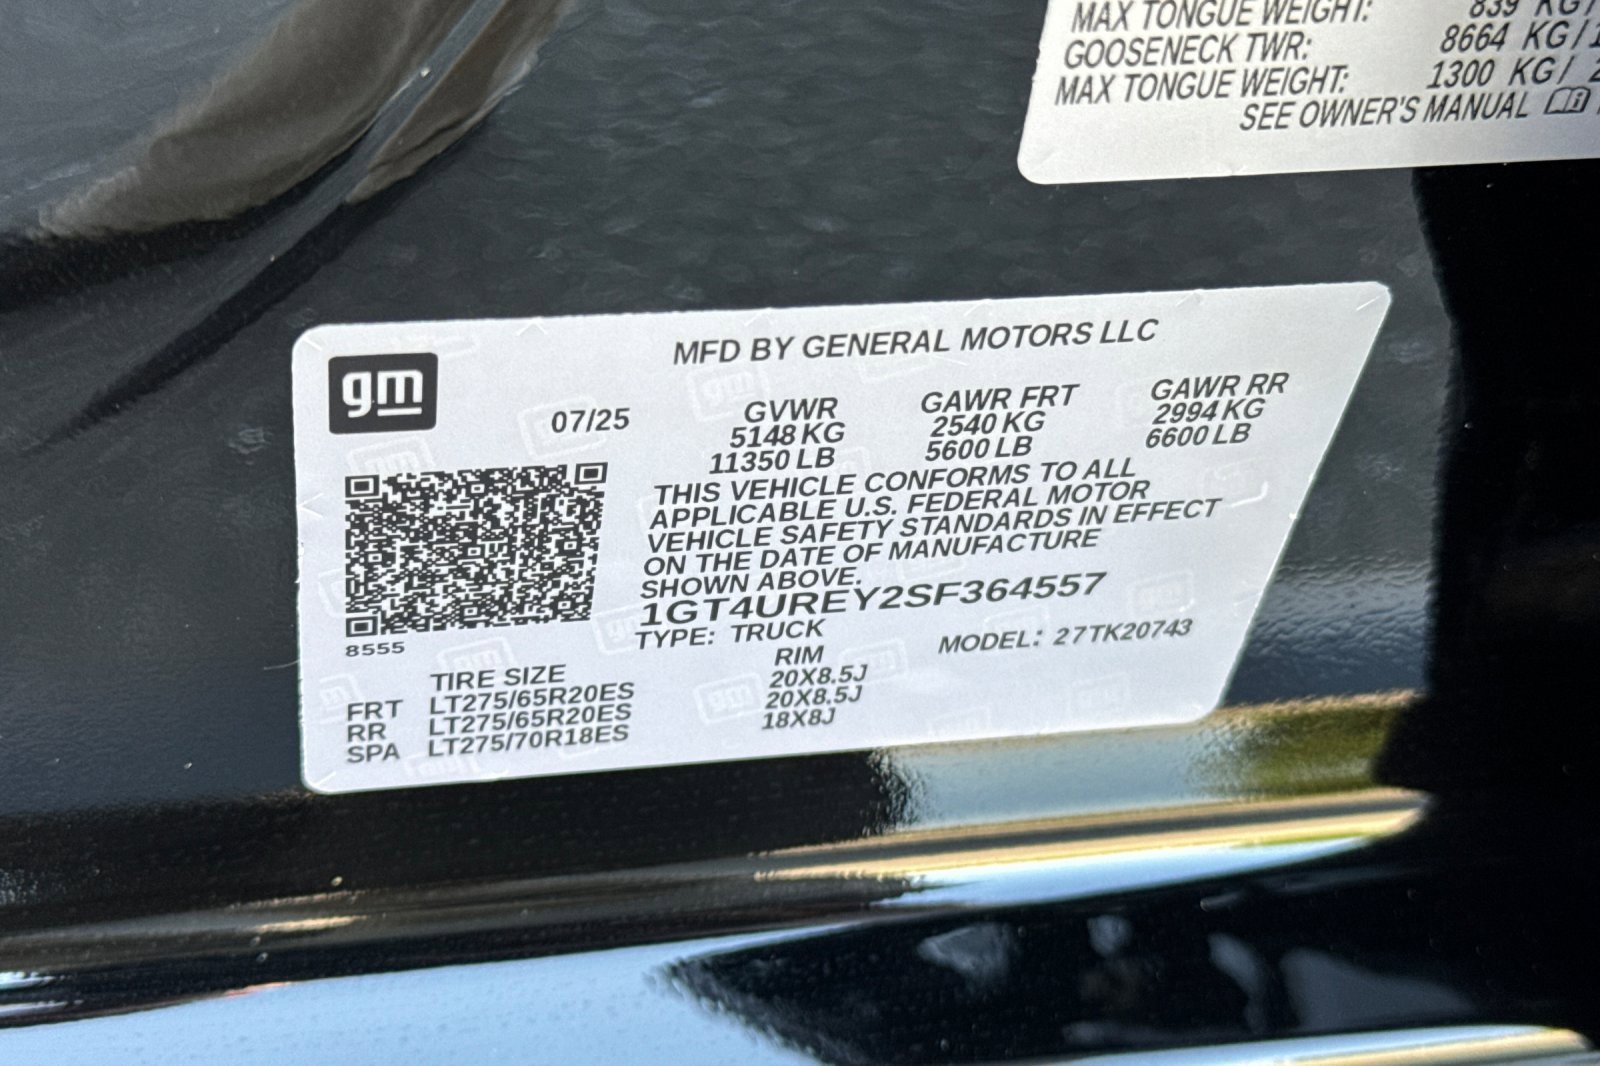 MAX TONGUE WEIGHT: 839 KG/
GOOSENECK TWR: 8664 KG/1
MAX TONGUE WEIGHT: 1300 KG/ 2
SEE OWNER'S MANUAL
gm
MFD BY GENERAL MOTORS LLC
07/25
GVWR GAWR FRT GAWR RR
5148 KG 2540 KG 2994 KG
11350 LB 5600 LB 6600 LB
THIS VEHICLE CONFORMS TO ALL
APPLICABLE U.S. FEDERAL MOTOR
VEHICLE SAFETY STANDARDS IN EFFECT
ON THE DATE OF MANUFACTURE
SHOWN ABOVE.
1GT4UREY2SF364557
8555
TYPE: TRUCK MODEL: 27TK20743
TIRE SIZE RIM
FRT LT275/65R20ES 20X8.5J
RR LT275/65R20ES 20X8.5J
SPA LT275/70R18ES 18X8J